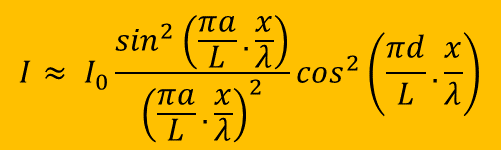 I ≈ I₀ sin² (πa/L . x/λ) / (πa/L . x/λ)² cos² (πd/L . x/λ)